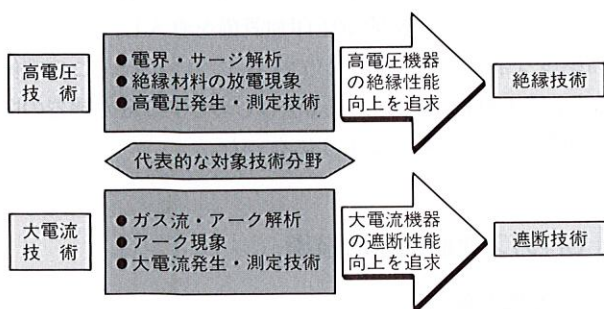 高電圧
技　術
●電界・サージ解析
●絶縁材料の放電現象
●高電圧発生・測定技術
高電圧機器
の絶縁性能
向上を追求
絶縁技術
代表的な対象技術分野
大電流
技　術
●ガス流・アーク解析
●アーク現象
●大電流発生・測定技術
大電流機器
の遮断性能
向上を追求
遮断技術